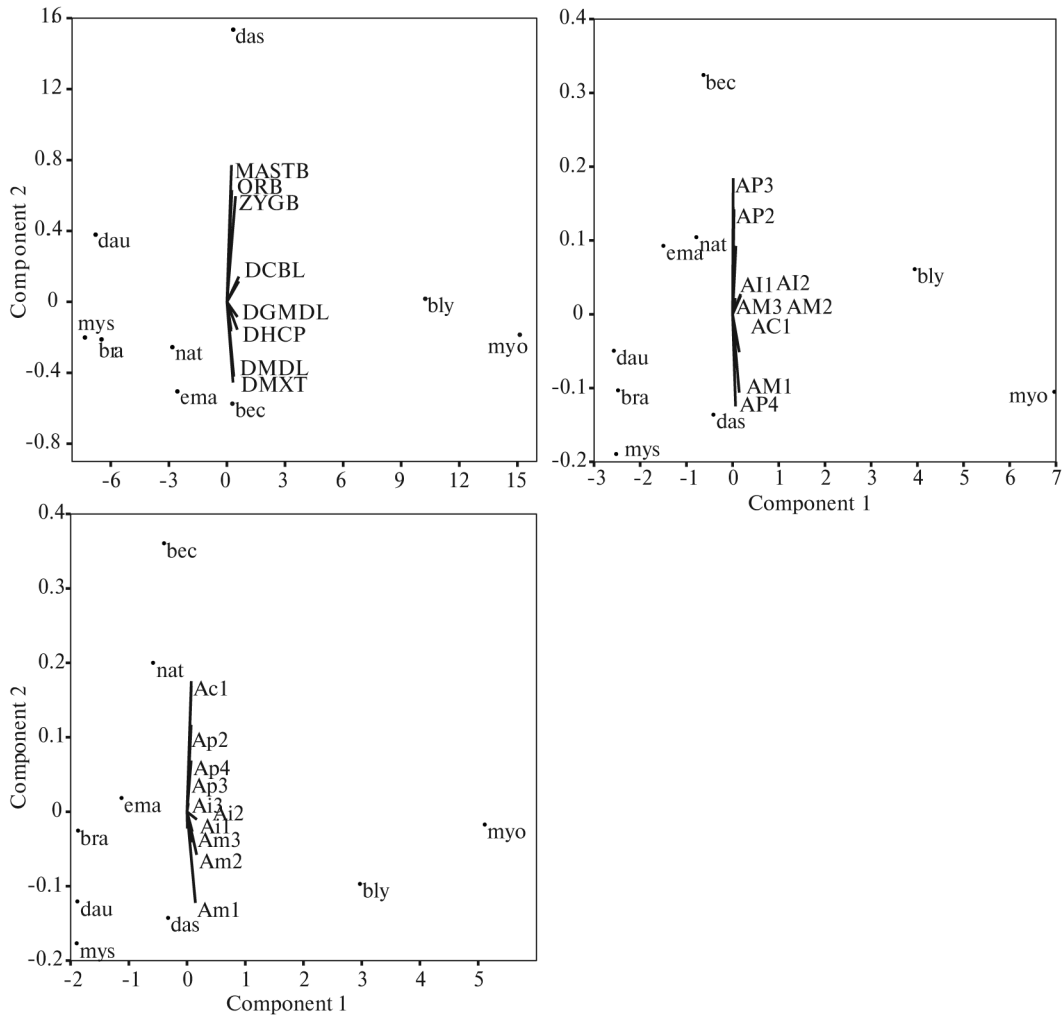 16
das
12
0.8
MASTB
ORB
ZYGB
0.4
dau
DCBL
Component 2
0
bly
DGMDL
DHCP
mys
bra
nat
myo
-0.4
DMDL
DMXT
ema
bec
-0.8
-6
-3
0
3
6
9
12
15
0.4
bec
0.3
0.2
AP3
AP2
0.1
nat
ema
bly
AI1 AI2
0
AM3 AM2
AC1
dau
-0.1
bra
AM1
AP4
myo
das
mys
-0.2
-3
-2
-1
0
1
2
3
4
5
6
7
Component 1
0.4
bec
0.3
0.2
nat
Ac1
0.1
Ap2
Ap4
Ap3
Component 2
ema
Ai3
Ai2
0
Ai1
bra
Am3
myo
Am2
-0.1
bly
dau
Am1
das
mys
-0.2
-2
-1
0
1
2
3
4
5
Component 1